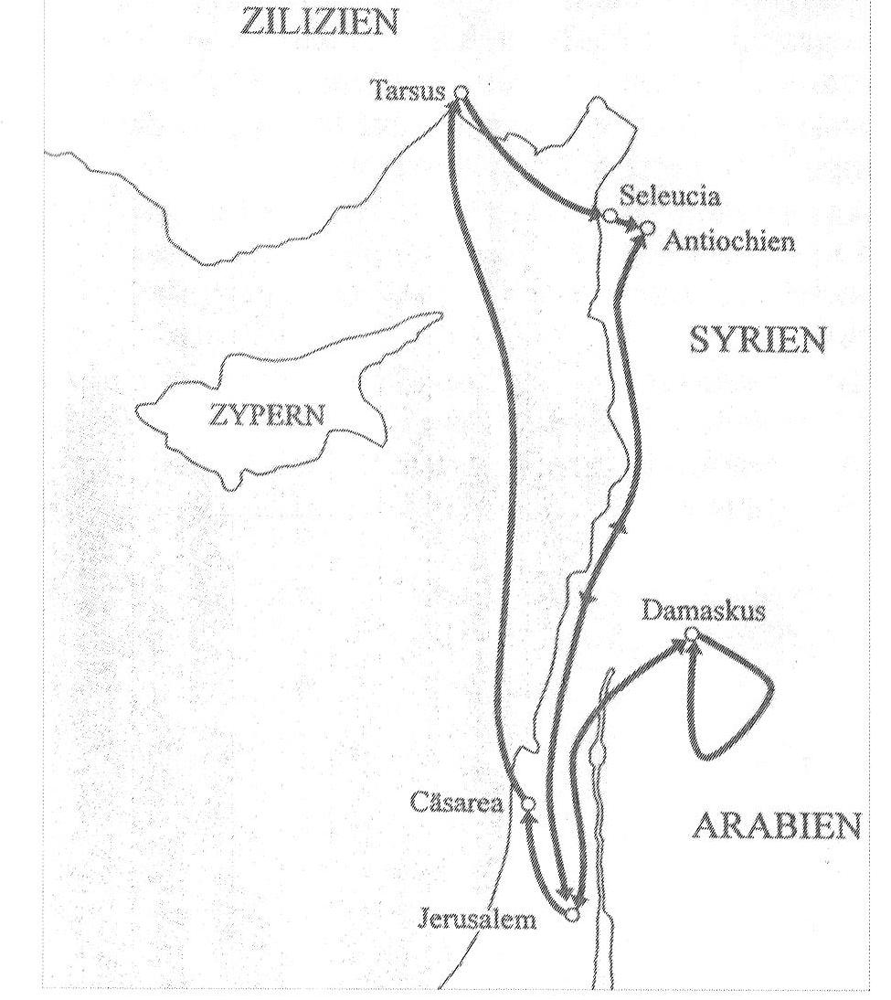 ZILIZIEN
Tarsus
Seleucia
Antiochien
SYRIEN
ZYPERN
Damaskus
Cäsarea
ARABIEN
Jerusalem